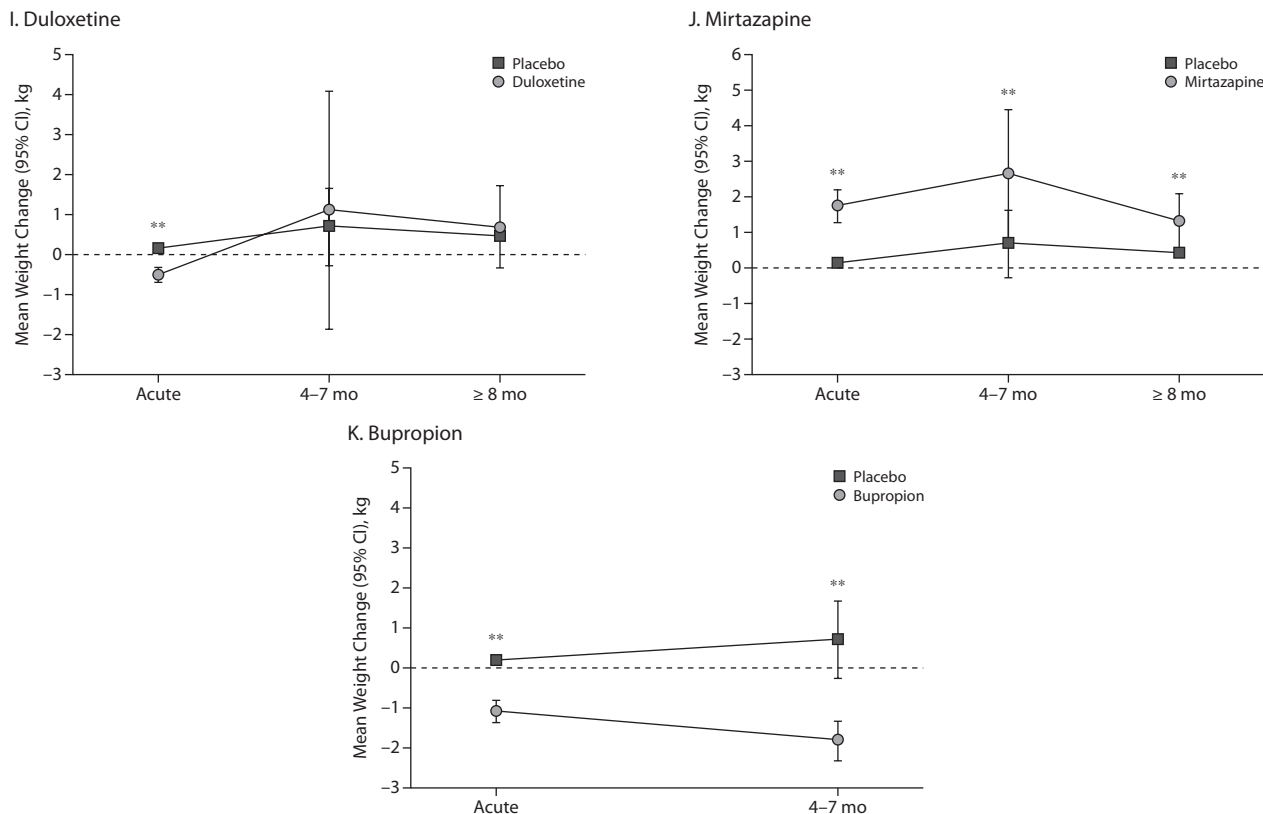 I. Duloxetine
5
4
3
2
1
0
−1
−2
−3
Mean Weight Change (95% CI), kg
Placebo
Duloxetine
**
Acute
4–7 mo
≥ 8 mo
J. Mirtazapine
6
5
4
3
2
1
0
−1
−2
−3
Mean Weight Change (95% CI), kg
Placebo
Mirtazapine
**
**
**
Acute
4–7 mo
≥ 8 mo
K. Bupropion
5
4
3
2
1
0
−1
−2
−3
Mean Weight Change (95% CI), kg
Placebo
Bupropion
**
**
Acute
4–7 mo